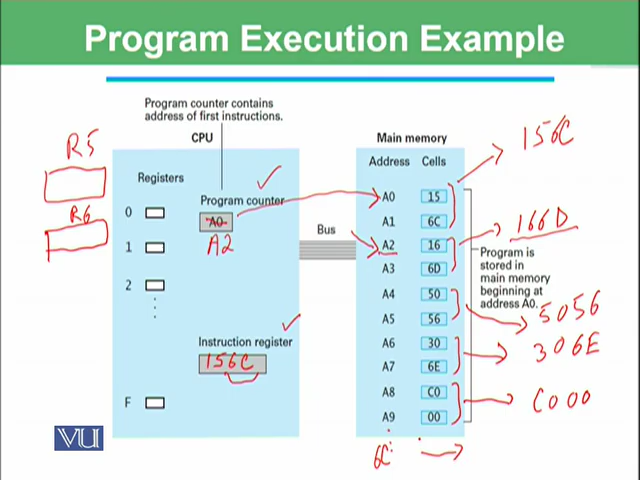 Program Execution Example
Program counter contains
address of first instructions.
CPU
Registers
Program counter
A0
A2
0
1
2
F
R5
R6
Instruction register
156C
Bus
Main memory
Address Cells
A0 15
A1 6C
A2 16
A3 6D
A4 50
A5 56
A6 30
A7 6E
A8 C0
A9 00
6C
156C
166D
Program is
stored in
main memory
beginning at
address A0.
5056
306E
C000
VU